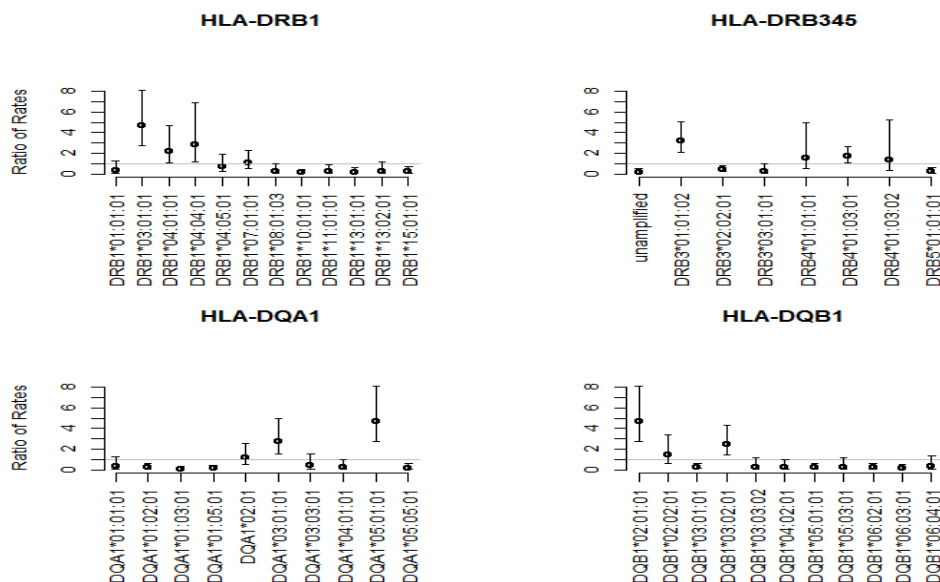 HLA-DRB1
Ratio of Rates
0 2 4 6 8
DRB1*01:01:01
DRB1*03:01:01
DRB1*04:01:01
DRB1*04:04:01
DRB1*04:05:01
DRB1*07:01:01
DRB1*08:01:03
DRB1*10:01:01
DRB1*11:01:01
DRB1*13:01:01
DRB1*13:02:01
DRB1*15:01:01
HLA-DRB345
0 2 4 6 8
unamplified
DRB3*01:01:02
DRB3*02:02:01
DRB3*03:01:01
DRB4*01:01:01
DRB4*01:03:01
DRB4*01:03:02
DRB5*01:01:01
HLA-DQA1
Ratio of Rates
0 2 4 6 8
DQA1*01:01:01
DQA1*01:02:01
DQA1*01:03:01
DQA1*01:05:01
DQA1*02:01
DQA1*03:01:01
DQA1*03:03:01
DQA1*04:01:01
DQA1*05:01:01
DQA1*05:05:01
HLA-DQB1
0 2 4 6 8
DQB1*02:01:01
DQB1*02:02:01
DQB1*03:01:01
DQB1*03:02:01
DQB1*03:03:02
DQB1*04:02:01
DQB1*05:01:01
DQB1*03:01:01
DQB1*06:02:01
DQB1*06:03:01
DQB1*06:04:01